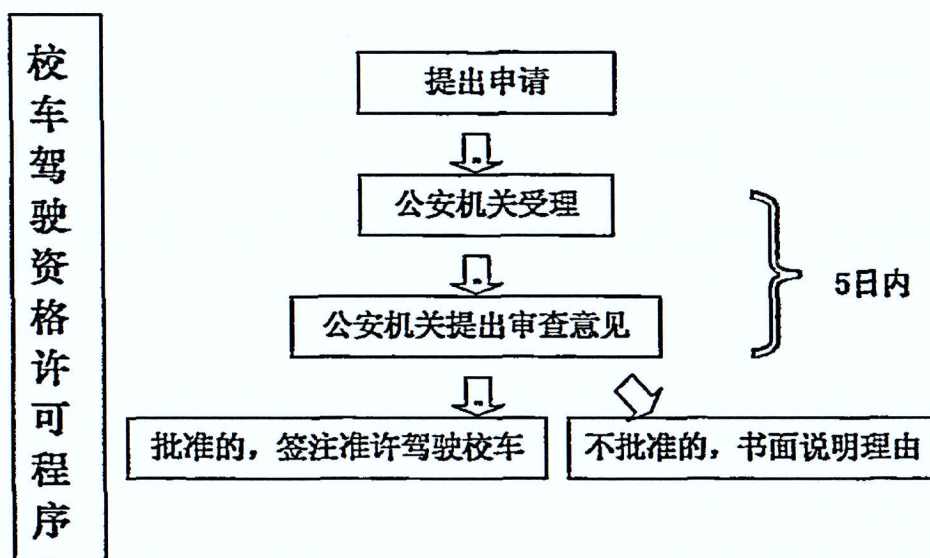 校车驾驶资格许可程序
提出申请
公安机关受理
公安机关提出审查意见
5日内
批准的，签注准许驾驶校车
不批准的，书面说明理由